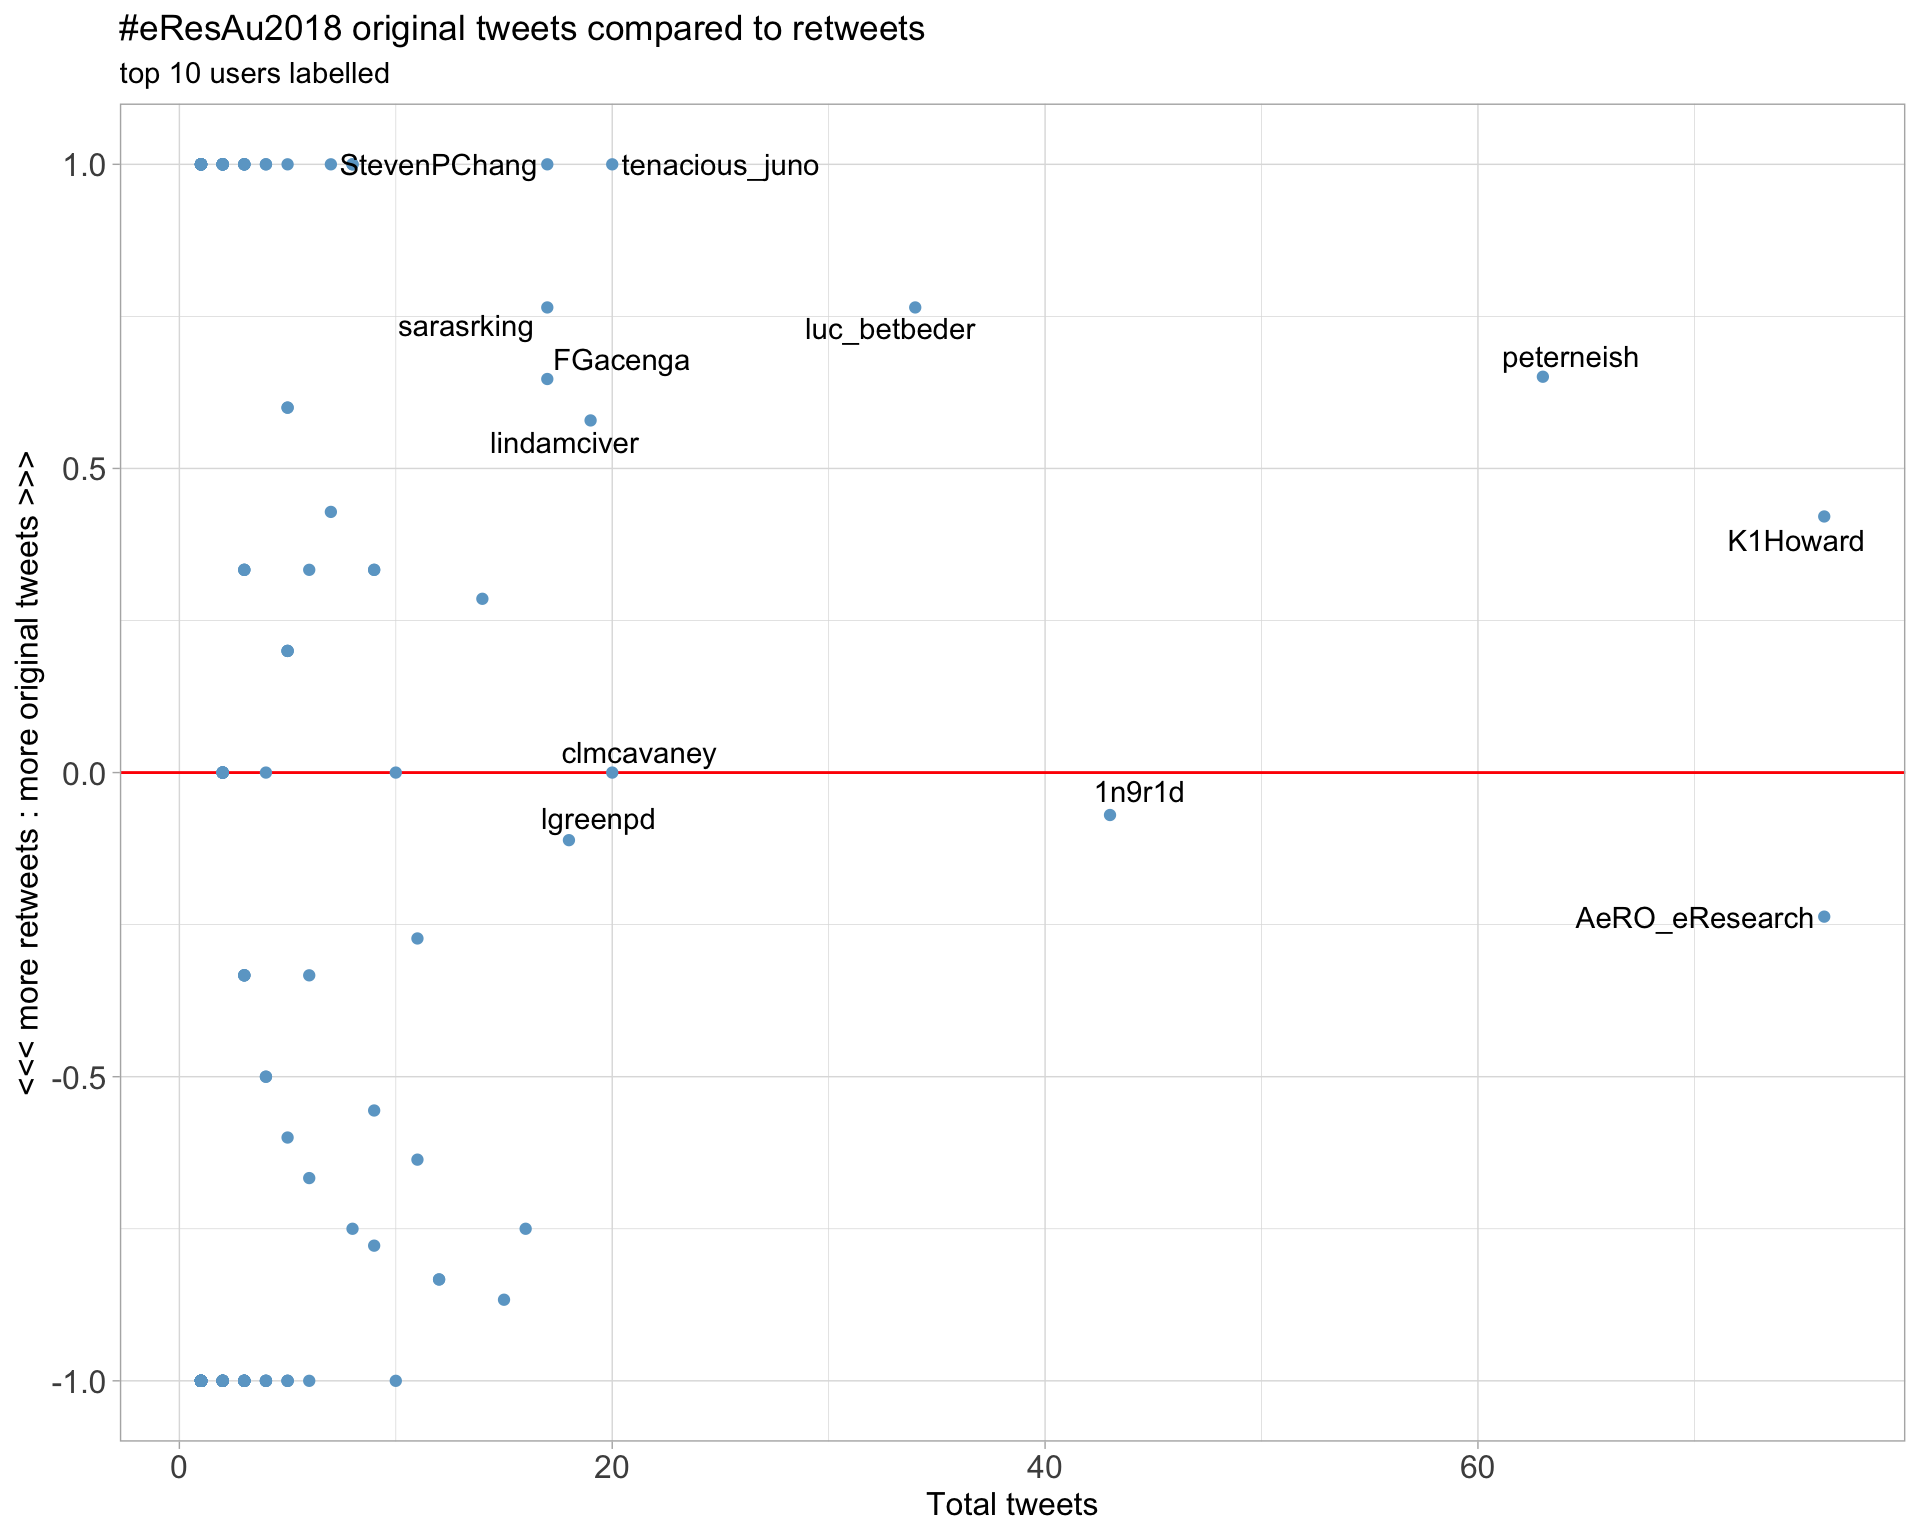 #eResAu2018 original tweets compared to retweets
top 10 users labelled
<<< more retweets : more original tweets >>>
1.0
0.5
0.0
-0.5
-1.0
StevenPChang
tenacious_juno
sarasrking
luc_betbeder
FGacenga
peterneish
lindamciver
K1Howard
clmcavaney
1n9r1d
lgreenpd
AeRO_eResearch
0
20
40
60
Total tweets